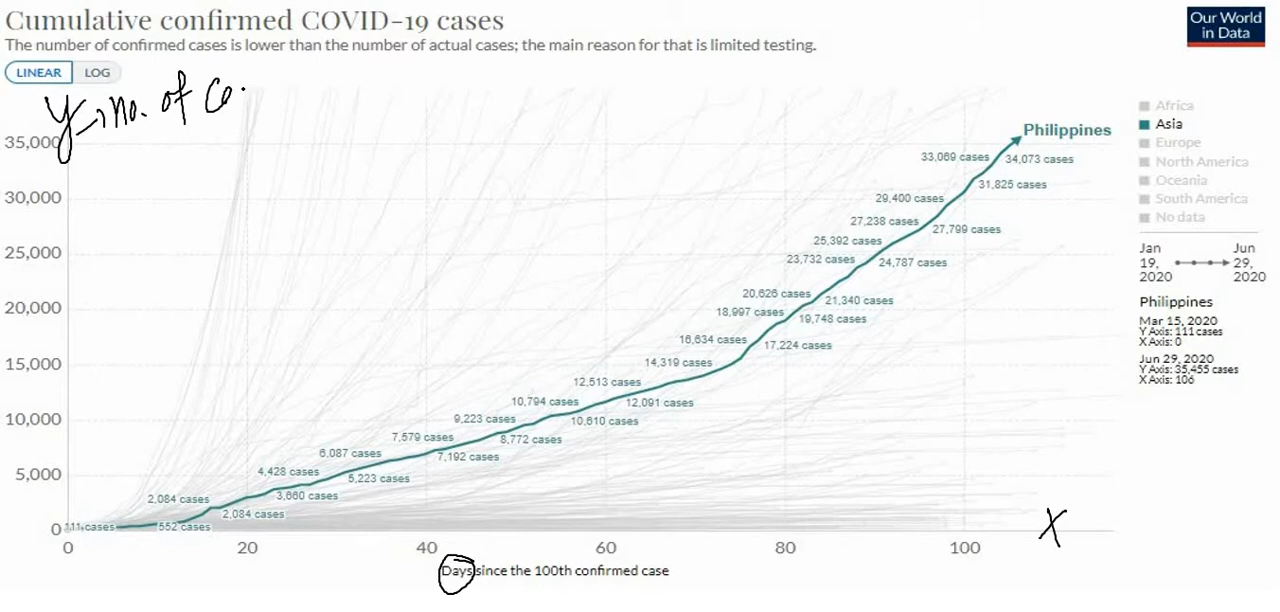 Cumulative confirmed COVID-19 cases
Our World
in Data
The number of confirmed cases is lower than the number of actual cases; the main reason for that is limited testing.
LINEAR
LOG
Y→no. of Co.
35,000
30,000
25,000
20,000
15,000
10,000
5,000
0
111 cases
552 cases
2,084 cases
2,084 cases
4,428 cases
3,660 cases
6,087 cases
5,223 cases
7,579 cases
7,192 cases
9,223 cases
8,772 cases
10,794 cases
10,610 cases
12,513 cases
12,091 cases
14,319 cases
16,634 cases
17,224 cases
18,997 cases
19,748 cases
20,626 cases
21,340 cases
23,732 cases
24,787 cases
25,392 cases
27,238 cases
27,799 cases
29,400 cases
31,825 cases
33,069 cases
34,073 cases
Philippines
0 20 40 60 80 100
X
Days since the 100th confirmed case
Africa
Asia
Europe
North America
Oceania
South America
No data
Jan
19,
2020
Jun
29,
2020
Philippines
Mar 15, 2020
Y Axis: 111 cases
X Axis: 0
Jun 29, 2020
Y Axis: 35,455 cases
X Axis: 106